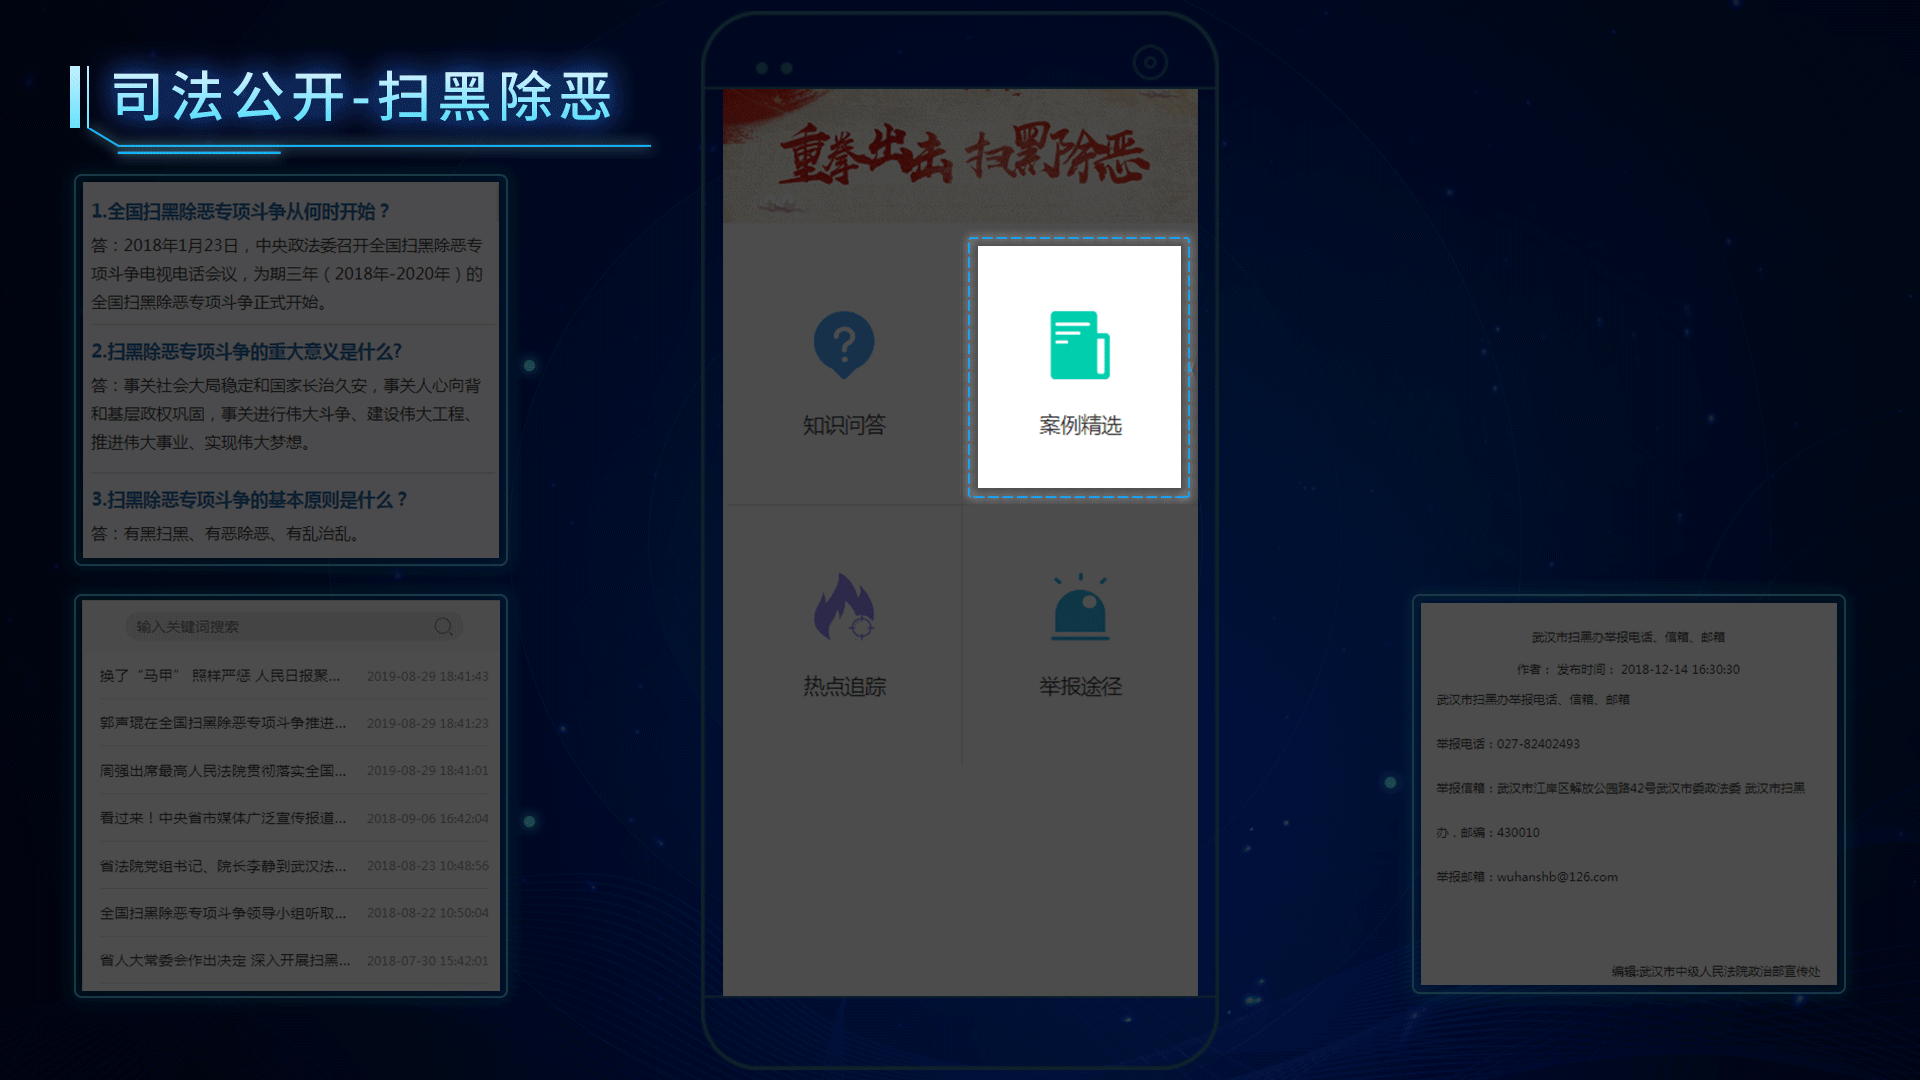 司法公开-扫黑除恶
1.全国扫黑除恶专项斗争从何时开始？
答：2018年1月23日，中央政法委召开全国扫黑除恶专
项斗争电视电话会议，为期三年（2018年-2020年）的
全国扫黑除恶专项斗争正式开始。
2.扫黑除恶专项斗争的重大意义是什么?
答：事关社会大局稳定和国家长治久安，事关人心向背
和基层政权巩固，事关进行伟大斗争、建设伟大工程、
推进伟大事业、实现伟大梦想。
3.扫黑除恶专项斗争的基本原则是什么？
答：有黑扫黑、有恶除恶、有乱治乱。
输入关键词搜索
换了“马甲” 照样严惩 人民日报聚... 2019-08-29 18:41:43
郭声琨在全国扫黑除恶专项斗争推进... 2019-08-29 18:41:23
周强出席最高人民法院贯彻落实全国... 2019-08-29 18:41:01
看过来！中央省市媒体广泛宣传报道... 2018-09-06 16:42:04
省法院党组书记、院长李静到武汉法... 2018-08-23 10:48:56
全国扫黑除恶专项斗争领导小组听取... 2018-08-22 10:50:04
省人大常委会作出决定 深入开展扫黑... 2018-07-30 15:42:01
重拳出击 扫黑除恶
知识问答
案例精选
热点追踪
举报途径
武汉市扫黑办举报电话、信箱、邮箱
作者： 发布时间： 2018-12-14 16:30:30
武汉市扫黑办举报电话、信箱、邮箱
举报电话：027-82402493
举报信箱：武汉市江岸区解放公园路42号武汉市委政法委 武汉市扫黑
办，邮编：430010
举报邮箱：wuhanshb@126.com
编辑:武汉市中级人民法院政治部宣传处